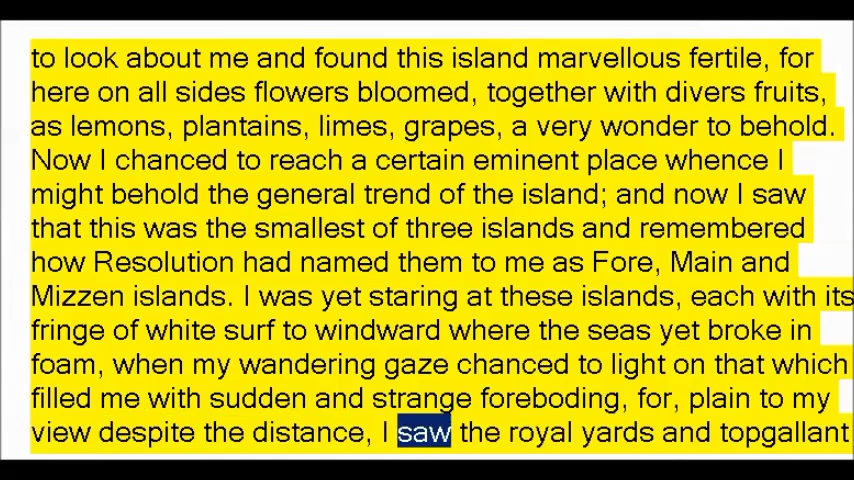 to look about me and found this island marvellous fertile, for
here on all sides flowers bloomed, together with divers fruits,
as lemons, plantains, limes, grapes, a very wonder to behold.
Now I chanced to reach a certain eminent place whence I
might behold the general trend of the island; and now I saw
that this was the smallest of three islands and remembered
how Resolution had named them to me as Fore, Main and
Mizzen islands. I was yet staring at these islands, each with its
fringe of white surf to windward where the seas yet broke in
foam, when my wandering gaze chanced to light on that which
filled me with sudden and strange foreboding, for, plain to my
view despite the distance, I saw the royal yards and topgallant